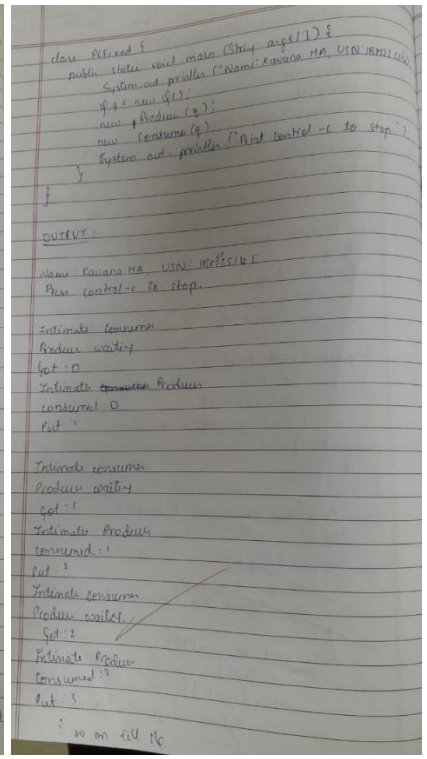 class PCFixed {
public static void main (String args[]) {
System.out.println ("Name: Kavana MA, USN:
q = new
new Producer (q);
new Consumer (q);
System.out.println ("Print control-c to stop")
}
}
OUTPUT:
Name: Kavana MA, USN
Press control-c to stop.
Intimate consumer
Producer waiting
Got : 0
Intimate Producer
consumed : 0
Put : 1
Intimate consumer
Producer waiting
Got : 1
Intimate Producer
consumed : 1
Put : 2
Intimate consumer
Producer waiting
Got : 2
Intimate Producer
Consumed : 2
Put : 3
: so on till